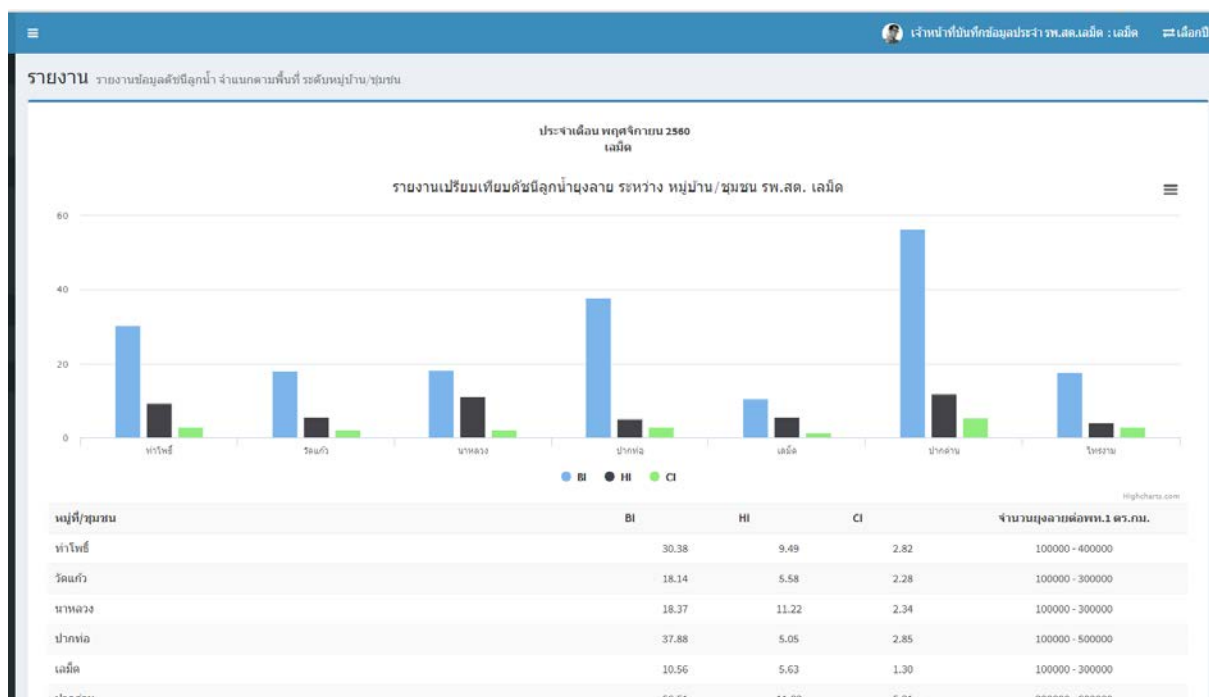 เจ้าหน้าที่บันทึกข้อมูลประจำ รพ.สต.เลม็ด : เลม็ด ⇄ เลือกปี
รายงาน รายงานข้อมูลดัชนีลูกน้ำ จำแนกตามพื้นที่ ระดับหมู่บ้าน/ชุมชน
ประจำเดือน พฤศจิกายน 2560
เลม็ด
รายงานเปรียบเทียบดัชนีลูกน้ำยุงลาย ระหว่าง หมู่บ้าน/ชุมชน รพ.สต. เลม็ด
60
40
20
0
ท่าโพธิ์ วัดแก้ว นาหลวง ปากท่อ เลม็ด ปากด่าน ไทรงาม
BI HI CI
Highcharts.com
หมู่ที่/ชุมชน BI HI CI จำนวนยุงลายต่อพท.1 ตร.กม.
ท่าโพธิ์ 30.38 9.49 2.82 100000 - 400000
วัดแก้ว 18.14 5.58 2.28 100000 - 300000
นาหลวง 18.37 11.22 2.34 100000 - 300000
ปากท่อ 37.88 5.05 2.85 100000 - 500000
เลม็ด 10.56 5.63 1.30 100000 - 300000